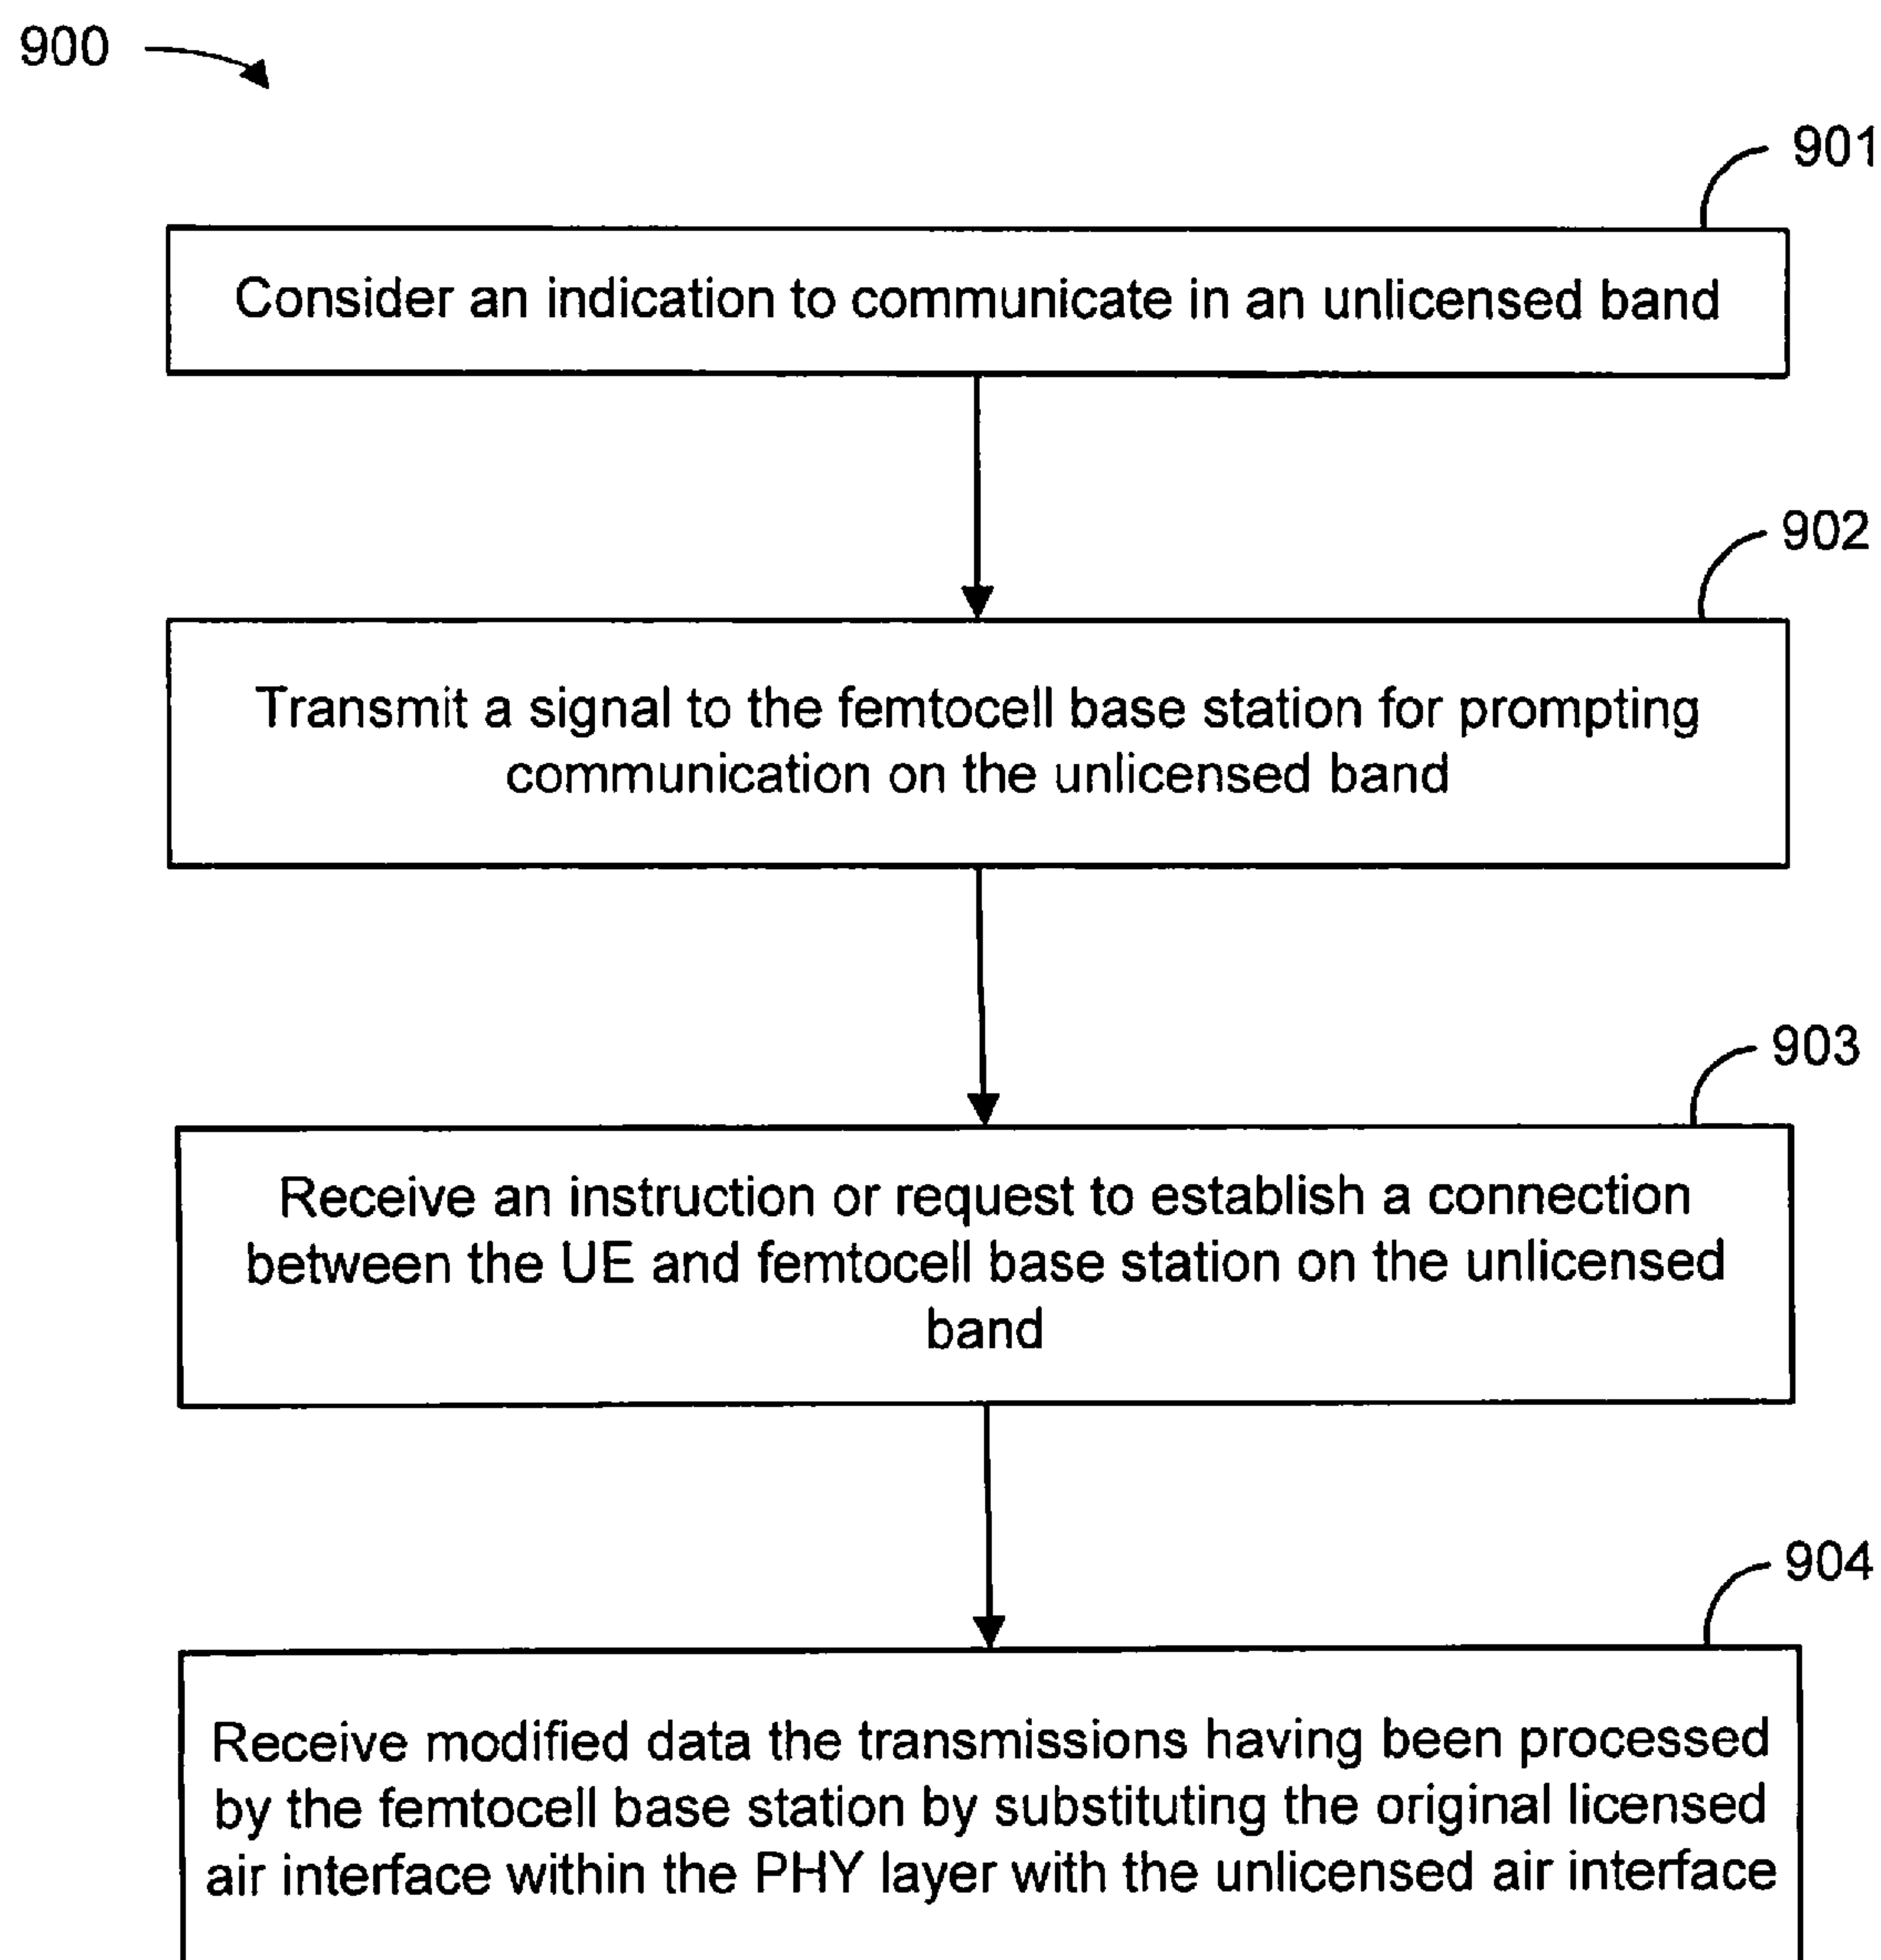 900
901
Consider an indication to communicate in an unlicensed band
902
Transmit a signal to the femtocell base station for prompting
communication on the unlicensed band
903
Receive an instruction or request to establish a connection
between the UE and femtocell base station on the unlicensed
band
904
Receive modified data the transmissions having been processed
by the femtocell base station by substituting the original licensed
air interface within the PHY layer with the unlicensed air interface